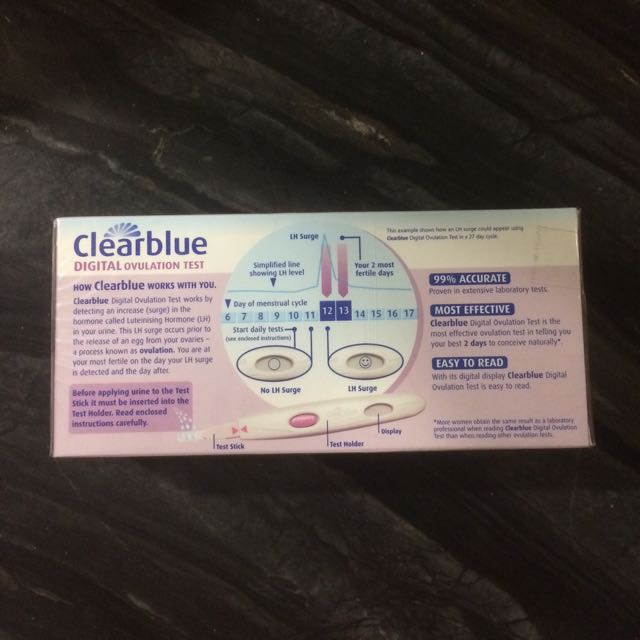 Clearblue
DIGITAL OVULATION TEST
HOW Clearblue WORKS WITH YOU.
Clearblue Digital Ovulation Test works by
detecting an increase (surge) in the
hormone called Luteinising Hormone (LH)
in your urine. This LH surge occurs prior to
the release of an egg from your ovaries –
a process known as ovulation. You are at
your most fertile on the day your LH surge
is detected and the day after.
Before applying urine to the Test
Stick it must be inserted into the
Test Holder. Read enclosed
instructions carefully.
LH Surge
Simplified line
showing LH level
Your 2 most
fertile days
Day of menstrual cycle
6 7 8 9 10 11 12 13 14 15 16 17
Start daily tests
(see enclosed instructions)
No LH Surge
LH Surge
Test Stick
Test Holder
Display
This example shows how an LH surge could appear using
Clearblue Digital Ovulation Test in a 27 day cycle.
99% ACCURATE
Proven in extensive laboratory tests.
MOST EFFECTIVE
Clearblue Digital Ovulation Test is the
most effective ovulation test in telling you
your best 2 days to conceive naturally*.
EASY TO READ
With its digital display Clearblue Digital
Ovulation Test is easy to read.
*More women obtain the same result as a laboratory
professional when reading Clearblue Digital Ovulation
Test than when reading other ovulation tests.